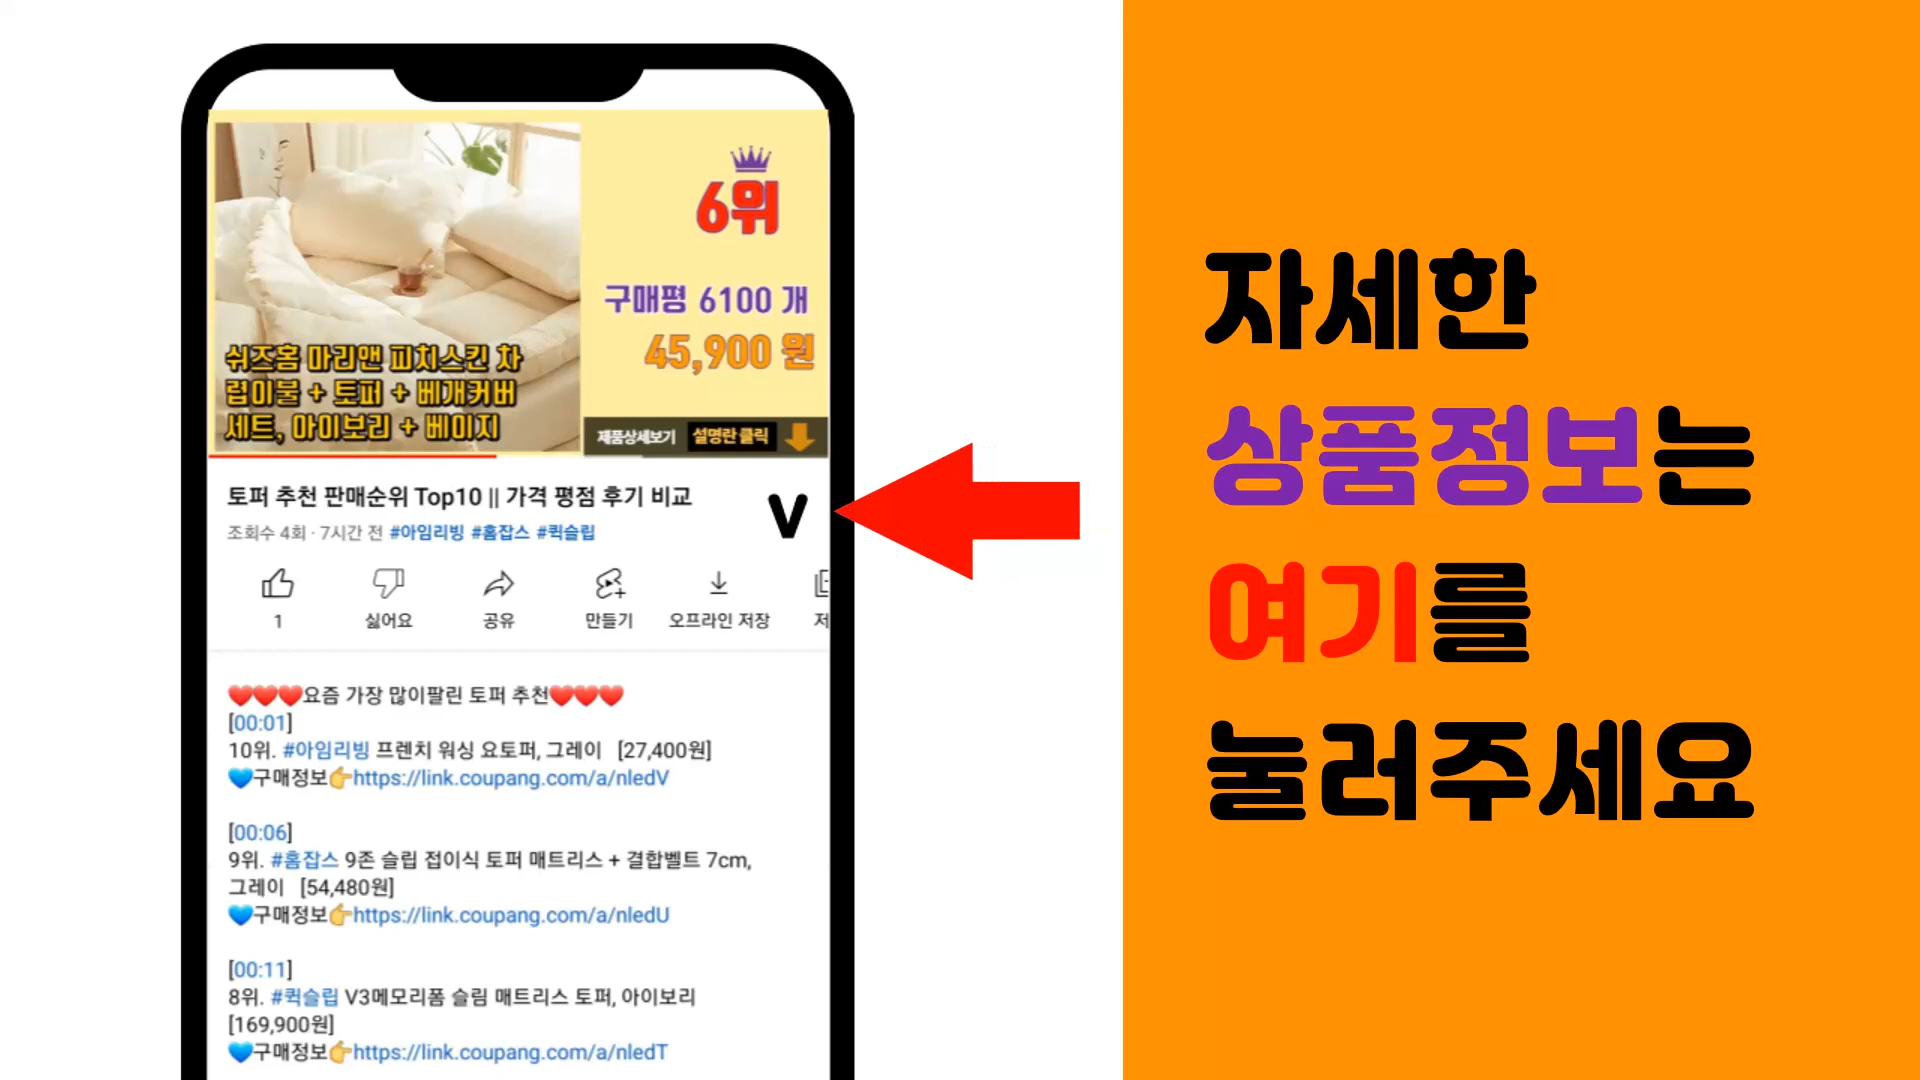 6위
구매평 6100 개
45,900 원
쉬즈홈 마리앤 피치스킨 차
렵이불 + 토퍼 + 베개커버
세트, 아이보리 + 베이지
제품상세보기 설명란 클릭
토퍼 추천 판매순위 Top10 || 가격 평점 후기 비교
V
조회수 4회 · 7시간 전 #아임리빙 #홈잡스 #퀵슬립
1 싫어요 공유 만들기 오프라인 저장 저
❤️❤️❤️요즘 가장 많이팔린 토퍼 추천❤️❤️❤️
[00:01]
10위. #아임리빙 프렌치 워싱 요토퍼, 그레이 [27,400원]
💙구매정보👉https://link.coupang.com/a/nledV
[00:06]
9위. #홈잡스 9존 슬립 접이식 토퍼 매트리스 + 결합벨트 7cm,
그레이 [54,480원]
💙구매정보👉https://link.coupang.com/a/nledU
[00:11]
8위. #퀵슬립 V3메모리폼 슬림 매트리스 토퍼, 아이보리
[169,900원]
💙구매정보👉https://link.coupang.com/a/nledT
자세한
상품정보는
여기를
눌러주세요